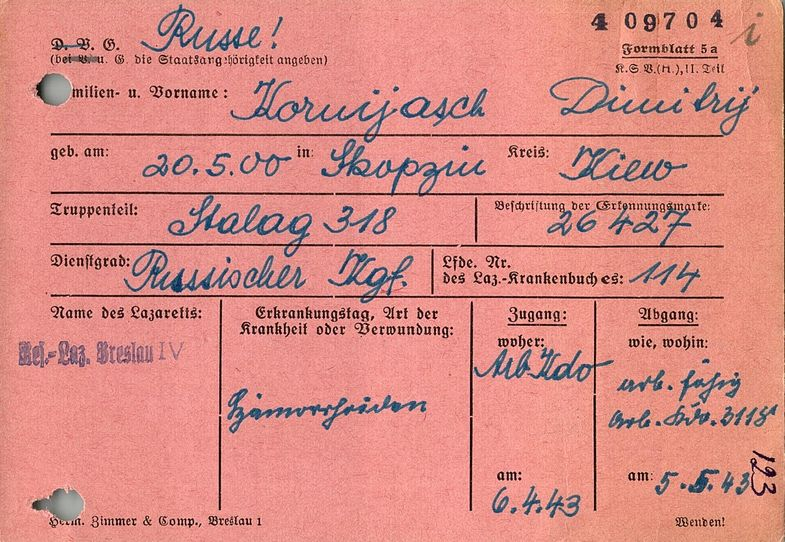 Russe!
4 09704
i
D. V. G.
(bei V. u. G. die Staatsangehörigkeit angeben)
Formblatt 5a
K.S.V.(H.),II. Teil
milien- u. Vorname: Kornijasch Dimitrij
geb. am: 20.5.00 in: Skopzin Kreis: Kiew
Truppenteil: Stalag 318
Beschriftung der Erkennungsmarke:
26427
Dienstgrad: Russischer Kgf.
Lfde. Nr.
des Laz.-Krankenbuches: 114
Name des Lazaretts:
Res.-Laz. Breslau IV
Erkrankungstag, Art der
Krankheit oder Verwundung:
Hämorrhoiden
Zugang:
woher:
Arb Kdo
am:
6.4.43
Abgang:
wie, wohin:
arb. fähig
Arb. Kdo. 3118
am: 5.5.43
123
Herm. Zimmer & Comp., Breslau 1
Wenden!